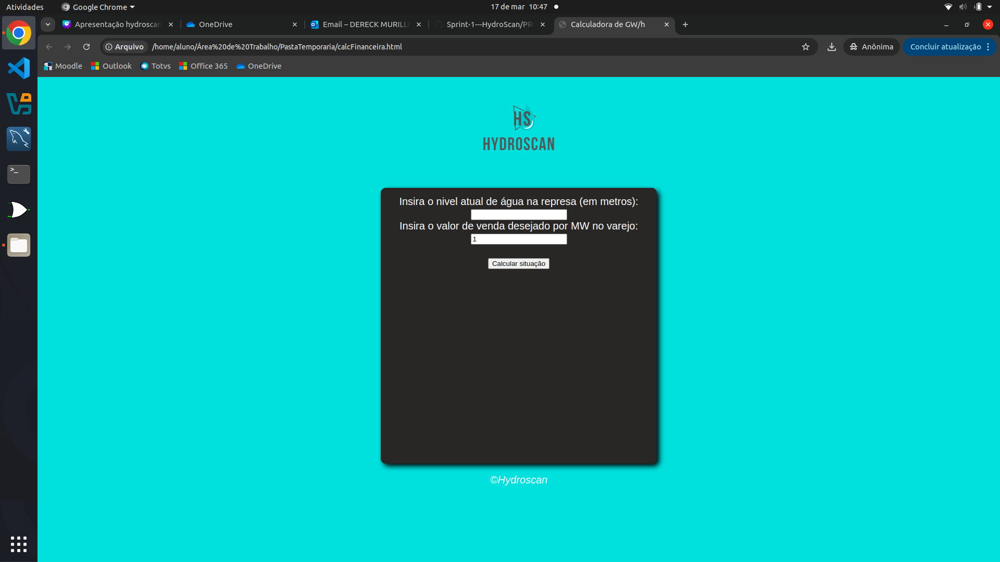 Atividades
Google Chrome
17 de mar 10:47
Apresentação hydroscan
OneDrive
Email – DERECK MURILLO
Sprint-1---HydroScan/PR
Calculadora de GW/h
Arquivo
/home/aluno/Área%20de%20Trabalho/PastaTemporaria/calcFinanceira.html
Anônima
Concluir atualização
Moodle
Outlook
Totvs
Office 365
OneDrive
HS
HYDROSCAN
Insira o nivel atual de água na represa (em metros):
Insira o valor de venda desejado por MW no varejo:
1
Calcular situação
©Hydroscan